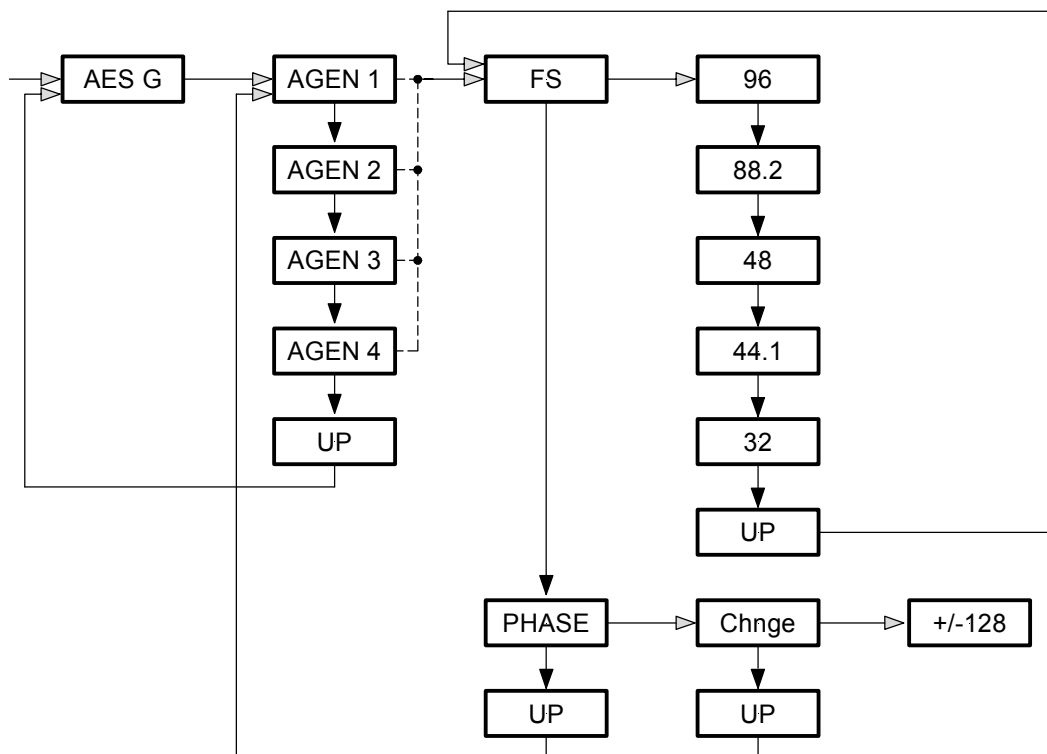 AES G
AGEN 1
FS
96
AGEN 2
88.2
AGEN 3
48
AGEN 4
44.1
UP
32
UP
PHASE
Chnge
+/-128
UP
UP